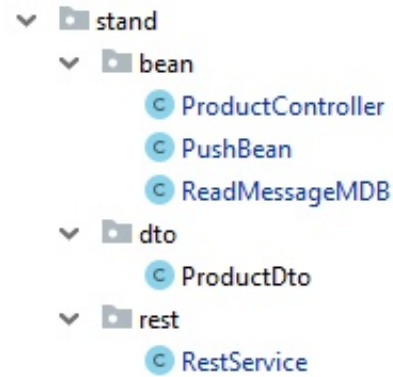 stand
bean
C ProductController
C PushBean
C ReadMessageMDB
dto
C ProductDto
rest
C RestService